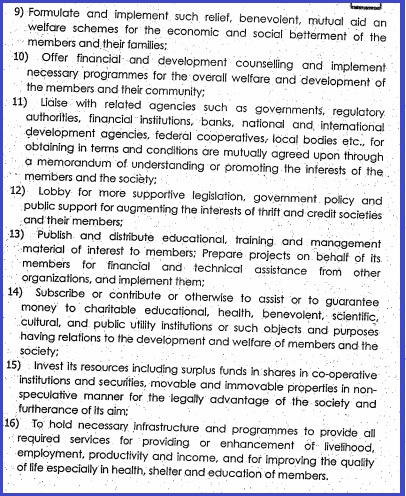 9) Formulate and implement such relief, benevolent, mutual aid an
welfare schemes for the economic and social betterment of the
members and their families;
10) Offer financial and development counselling and implement
necessary programmes for the overall welfare and development of
the members and their community;
11) Liaise with related agencies such as governments, regulatory
authorities, financial institutions, banks, national and international
development agencies, federal cooperatives, local bodies etc., for
obtaining in terms and conditions are mutually agreed upon through
a memorandum of understanding or promoting the interests of the
members and the society;
12) Lobby for more supportive legislation, government policy and
public support for augmenting the interests of thrift and credit societies
and their members;
13) Publish and distribute educational, training and management
material of interest to members; Prepare projects on behalf of its
members for financial and technical assistance from other
organizations, and implement them;
14) Subscribe or contribute or otherwise to assist or to guarantee
money to charitable educational, health, benevolent, scientific,
cultural, and public utility institutions or such objects and purposes
having relations to the development and welfare of members and the
society;
15) Invest its resources including surplus funds in shares in co-operative
institutions and securities, movable and immovable properties in non-
speculative manner for the legally advantage of the society and
furtherance of its aim;
16) To hold necessary infrastructure and programmes to provide all
required services for providing or enhancement of livelihood,
employment, productivity and income, and for improving the quality
of life especially in health, shelter and education of members.